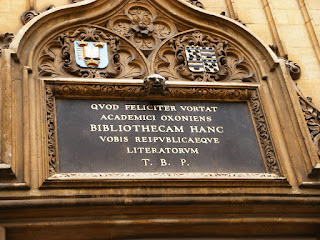 QVOD FELICITER VORTAT
ACADEMICI OXONIENS
BIBLIOTHECAM HANC
VOBIS REIPVBLICAEQVE
LITERATORVM
T. B. P.